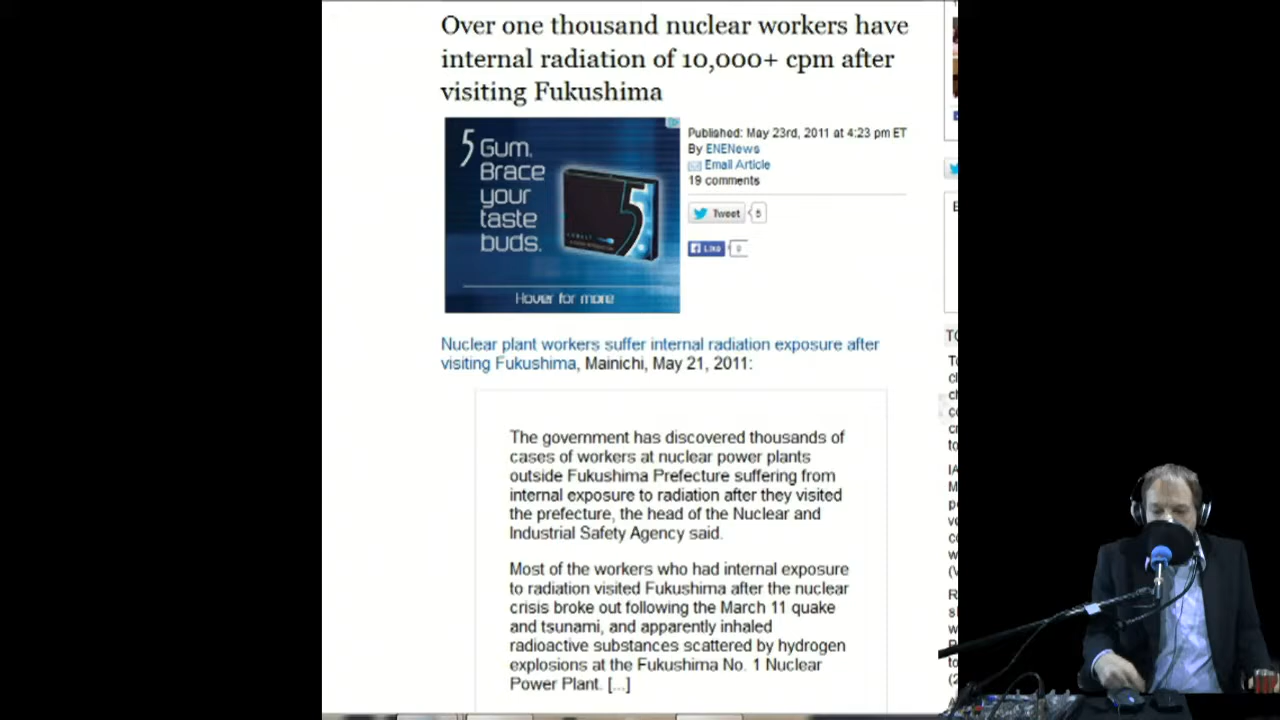 Over one thousand nuclear workers have
internal radiation of 10,000+ cpm after
visiting Fukushima
5 Gum.
Brace
your
taste
buds.
5
Hover for more
Published: May 23rd, 2011 at 4:23 pm ET
By ENENews
Email Article
19 comments
Tweet 5
Like 0
Nuclear plant workers suffer internal radiation exposure after
visiting Fukushima, Mainichi, May 21, 2011:
The government has discovered thousands of
cases of workers at nuclear power plants
outside Fukushima Prefecture suffering from
internal exposure to radiation after they visited
the prefecture, the head of the Nuclear and
Industrial Safety Agency said.
Most of the workers who had internal exposure
to radiation visited Fukushima after the nuclear
crisis broke out following the March 11 quake
and tsunami, and apparently inhaled
radioactive substances scattered by hydrogen
explosions at the Fukushima No. 1 Nuclear
Power Plant. [...]